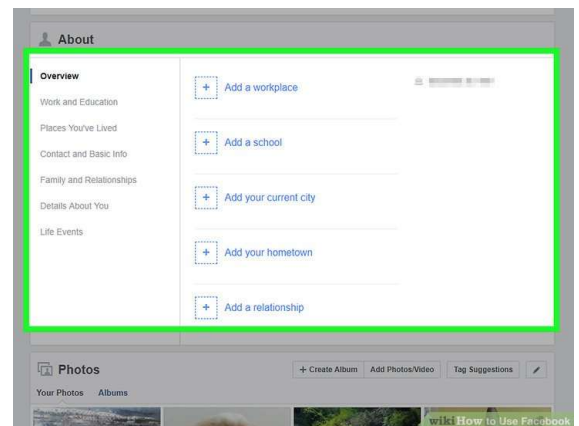 About
Overview
Work and Education
Places You've Lived
Contact and Basic Info
Family and Relationships
Details About You
Life Events
+ Add a workplace
+ Add a school
+ Add your current city
+ Add your hometown
+ Add a relationship
Photos
+ Create Album Add Photos/Video Tag Suggestions
Your Photos Albums
wikiHow to Use Facebook